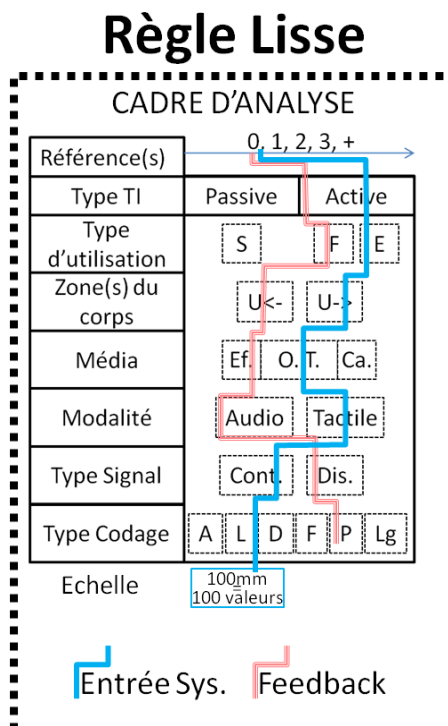 Règle Lisse
CADRE D'ANALYSE
Référence(s) 0, 1, 2, 3, +
Type TI Passive Active
Type d'utilisation S F E
Zone(s) du corps U<- U->
Média Ef. O. T. Ca.
Modalité Audio Tactile
Type Signal Cont. Dis.
Type Codage A L D F P Lg
Echelle 100mm
=
100 valeurs
Entrée Sys. Feedback